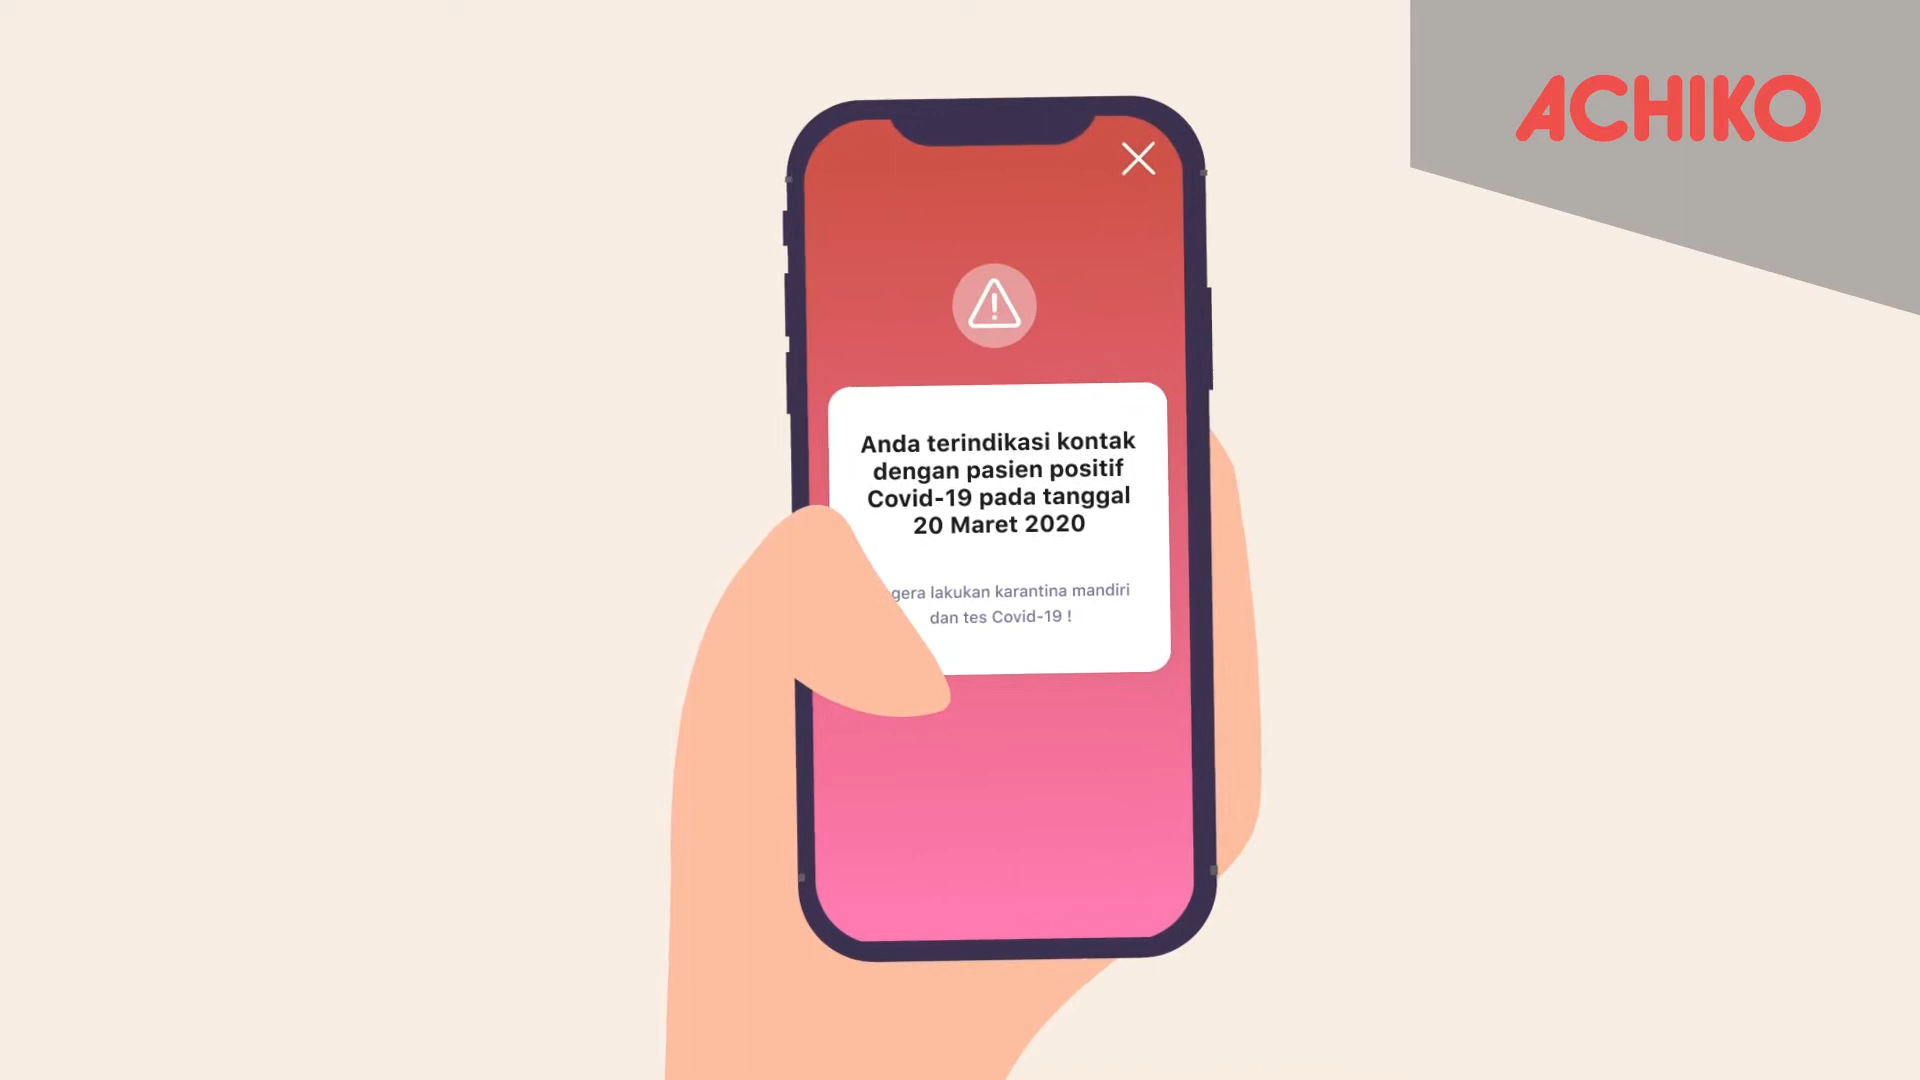 ACHIKO
Anda terindikasi kontak
dengan pasien positif
Covid-19 pada tanggal
20 Maret 2020
lakukan karantina mandiri
dan tes Covid-19 !